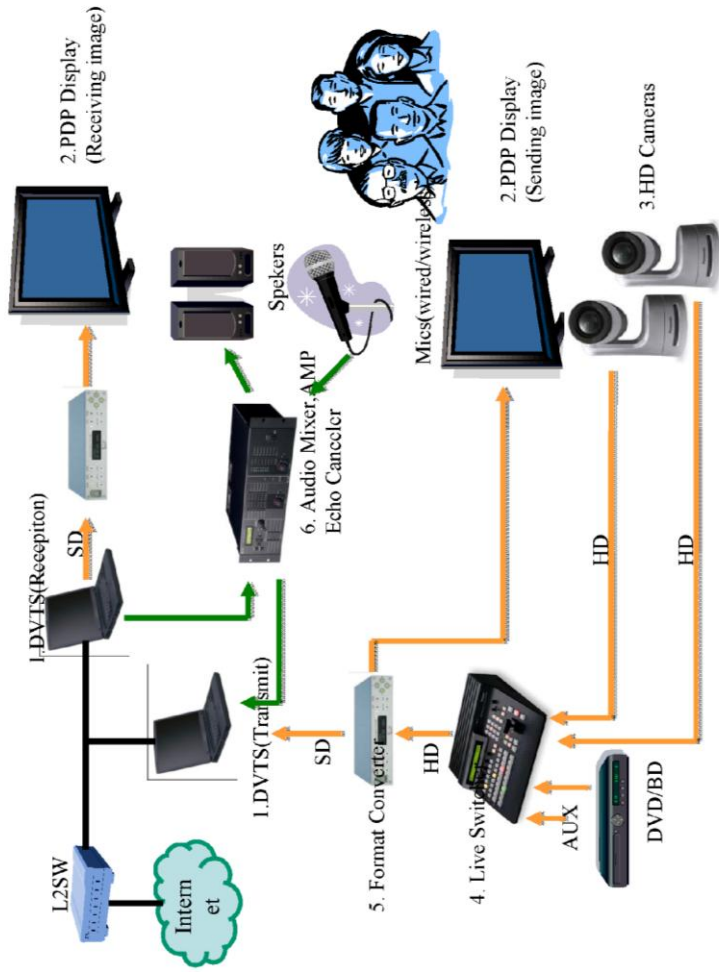 L2SW
Intern
et
1.DVTS(Recepiton)
SD
2.PDP Display
(Receiving image)
1.DVTS(Transmit)
SD
6. Audio Mixer,AMP
Echo Canceler
Spekers
Mics(wired/wireless
5. Format Converter
HD
2.PDP Display
(Sending image)
4. Live Switch
AUX
HD
HD
3.HD Cameras
DVD/BD